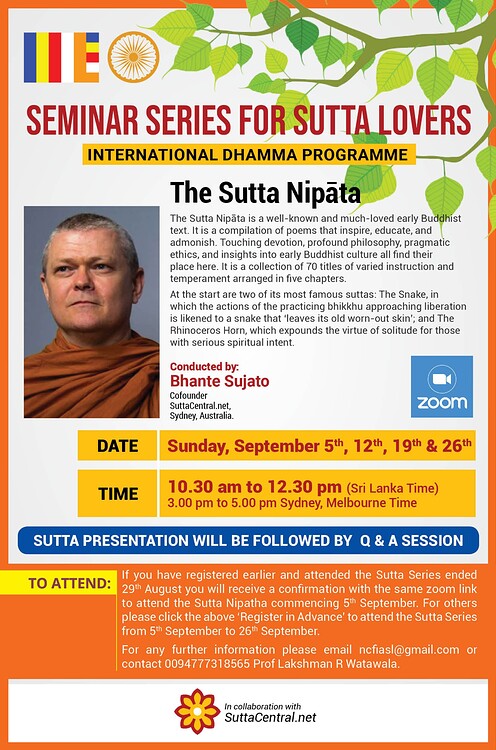 SEMINAR SERIES FOR SUTTA LOVERS
INTERNATIONAL DHAMMA PROGRAMME
The Sutta Nipāta
The Sutta Nipāta is a well-known and much-loved early Buddhist
text. It is a compilation of poems that inspire, educate, and
admonish. Touching devotion, profound philosophy, pragmatic
ethics, and insights into early Buddhist culture all find their
place here. It is a collection of 70 titles of varied instruction and
temperament arranged in five chapters.
At the start are two of its most famous suttas: The Snake, in
which the actions of the practicing bhikkhu approaching liberation
is likened to a snake that ‘leaves its old worn-out skin’; and The
Rhinoceros Horn, which expounds the virtue of solitude for those
with serious spiritual intent.
Conducted by:
Bhante Sujato
Cofounder
SuttaCentral.net,
Sydney, Australia.
zoom
DATE
Sunday, September 5th, 12th, 19th & 26th
TIME
10.30 am to 12.30 pm (Sri Lanka Time)
3.00 pm to 5.00 pm Sydney, Melbourne Time
SUTTA PRESENTATION WILL BE FOLLOWED BY Q & A SESSION
TO ATTEND:
If you have registered earlier and attended the Sutta Series ended
29th August you will receive a confirmation with the same zoom link
to attend the Sutta Nipatha commencing 5th September. For others
please click the above ‘Register in Advance’ to attend the Sutta Series
from 5th September to 26th September.
For any further information please email ncfiasl@gmail.com or
contact 0094777318565 Prof Lakshman R Watawala.
In collaboration with
SuttaCentral.net